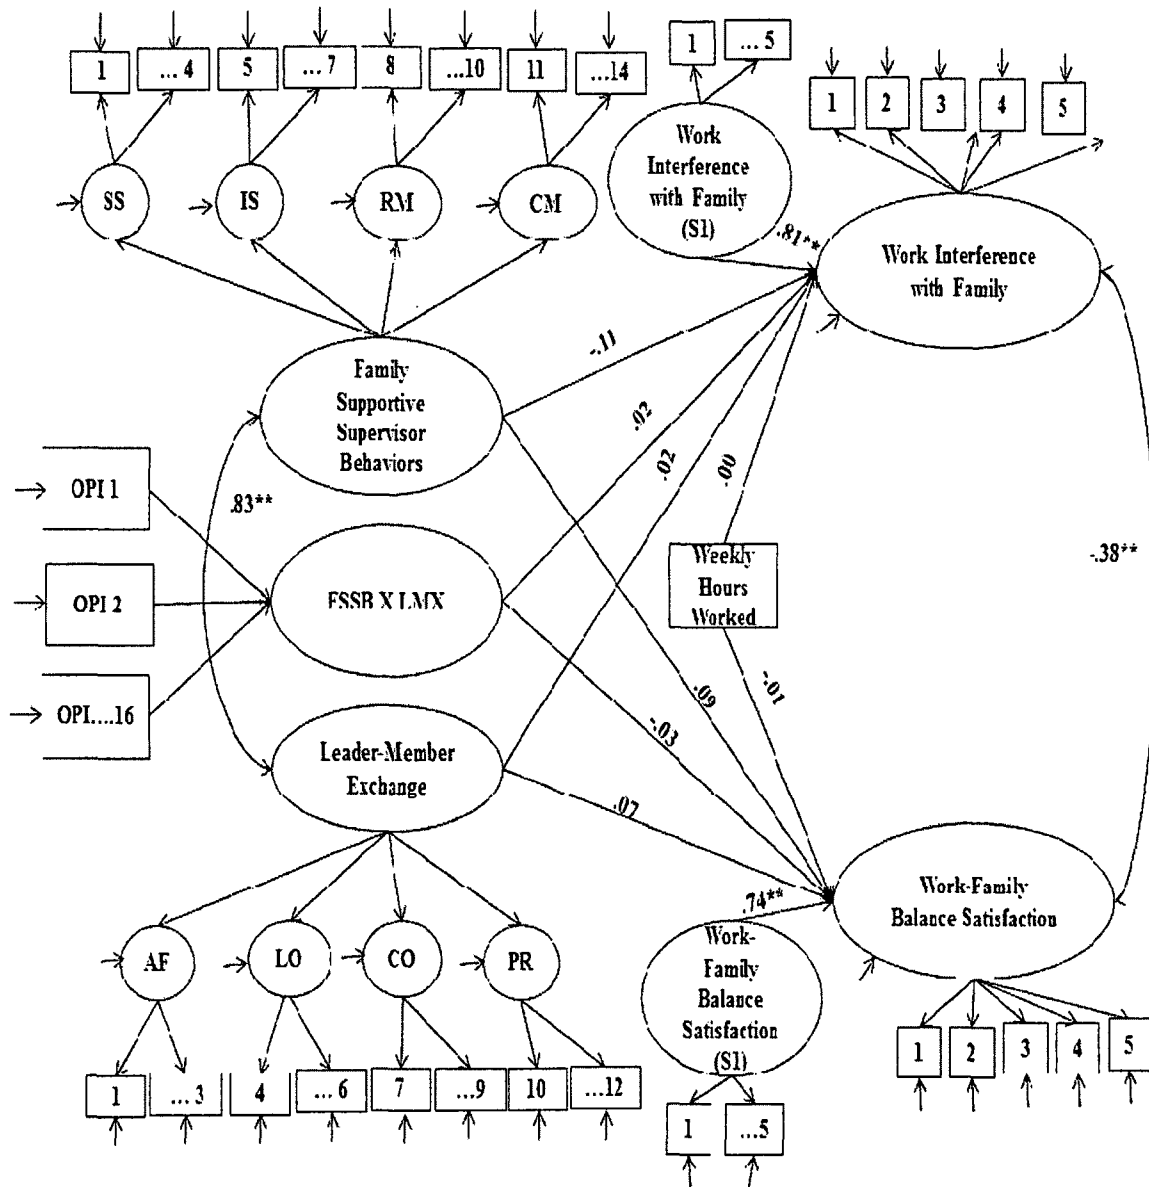 1
... 4
5
... 7
8
...10
11
...14
1
... 5
1
2
3
4
5
SS
IS
RM
CM
Work
Interference
with Family
(S1)
.81**
Work Interference
with Family
Family
Supportive
Supervisor
Behaviors
-.11
.02
.02
.00
OPI 1
.83**
OPI 2
FSSB X LMX
Weekly
Hours
Worked
-.38**
OPI....16
Leader-Member
Exchange
.09
-.03
-.01
.07
.74**
Work-Family
Balance Satisfaction
AF
LO
CO
PR
Work-
Family
Balance
Satisfaction
(S1)
1
... 3
4
... 6
7
...9
10
...12
1
...5
1
2
3
4
5